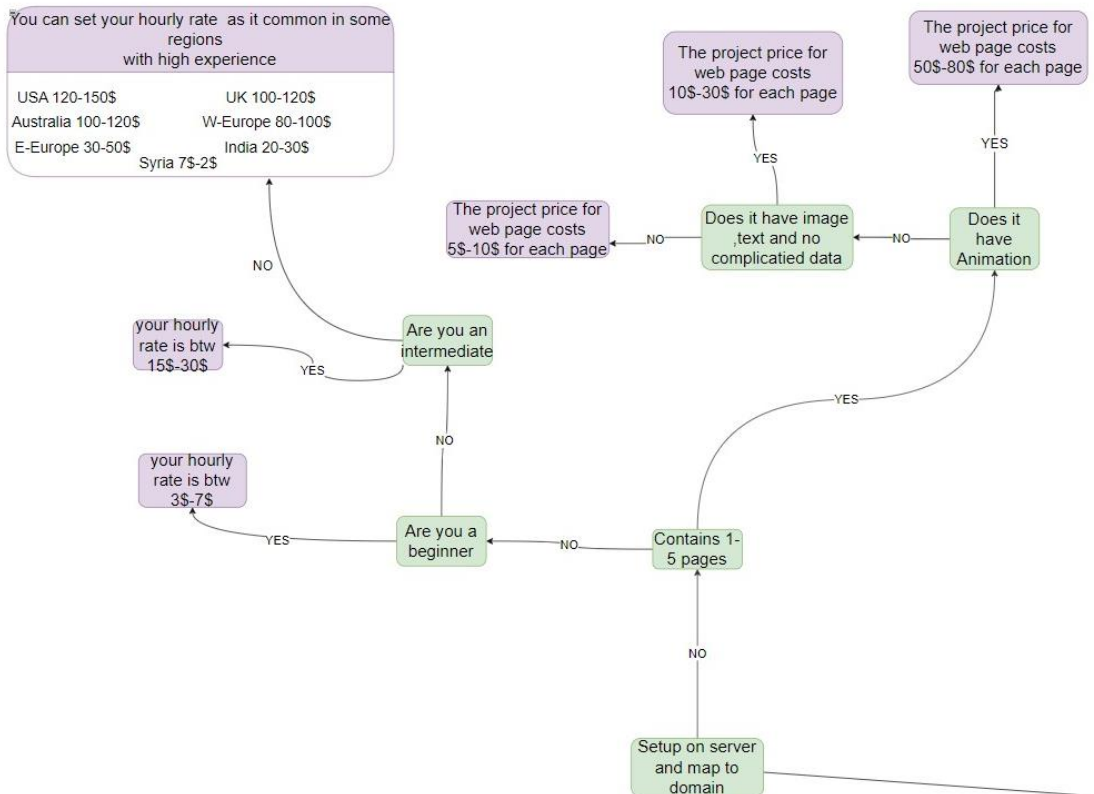 You can set your hourly rate  as it common in some
regions
with high experience
USA 120-150$
UK 100-120$
Australia 100-120$
W-Europe 80-100$
E-Europe 30-50$
India 20-30$
Syria 7$-2$
The project price for
web page costs
10$-30$ for each page
The project price for
web page costs
50$-80$ for each page
YES
YES
The project price for
web page costs
5$-10$ for each page
NO
Does it have image
,text and no
complicatied data
NO
Does it
have
Animation
NO
your hourly
rate is btw
15$-30$
YES
Are you an
intermediate
YES
NO
your hourly
rate is btw
3$-7$
YES
Are you a
beginner
NO
Contains 1-
5 pages
NO
Setup on server
and map to
domain